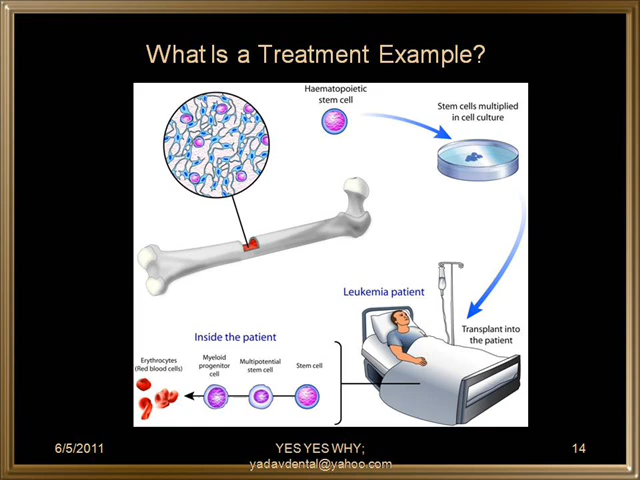 What Is a Treatment Example?
Haematopoietic
stem cell
Stem cells multiplied
in cell culture
Leukemia patient
Transplant into
the patient
Inside the patient
Erythrocytes
(Red blood cells)
Myeloid
progenitor
cell
Multipotential
stem cell
Stem cell
6/5/2011
YES YES WHY;
yadavdental@yahoo.com
14